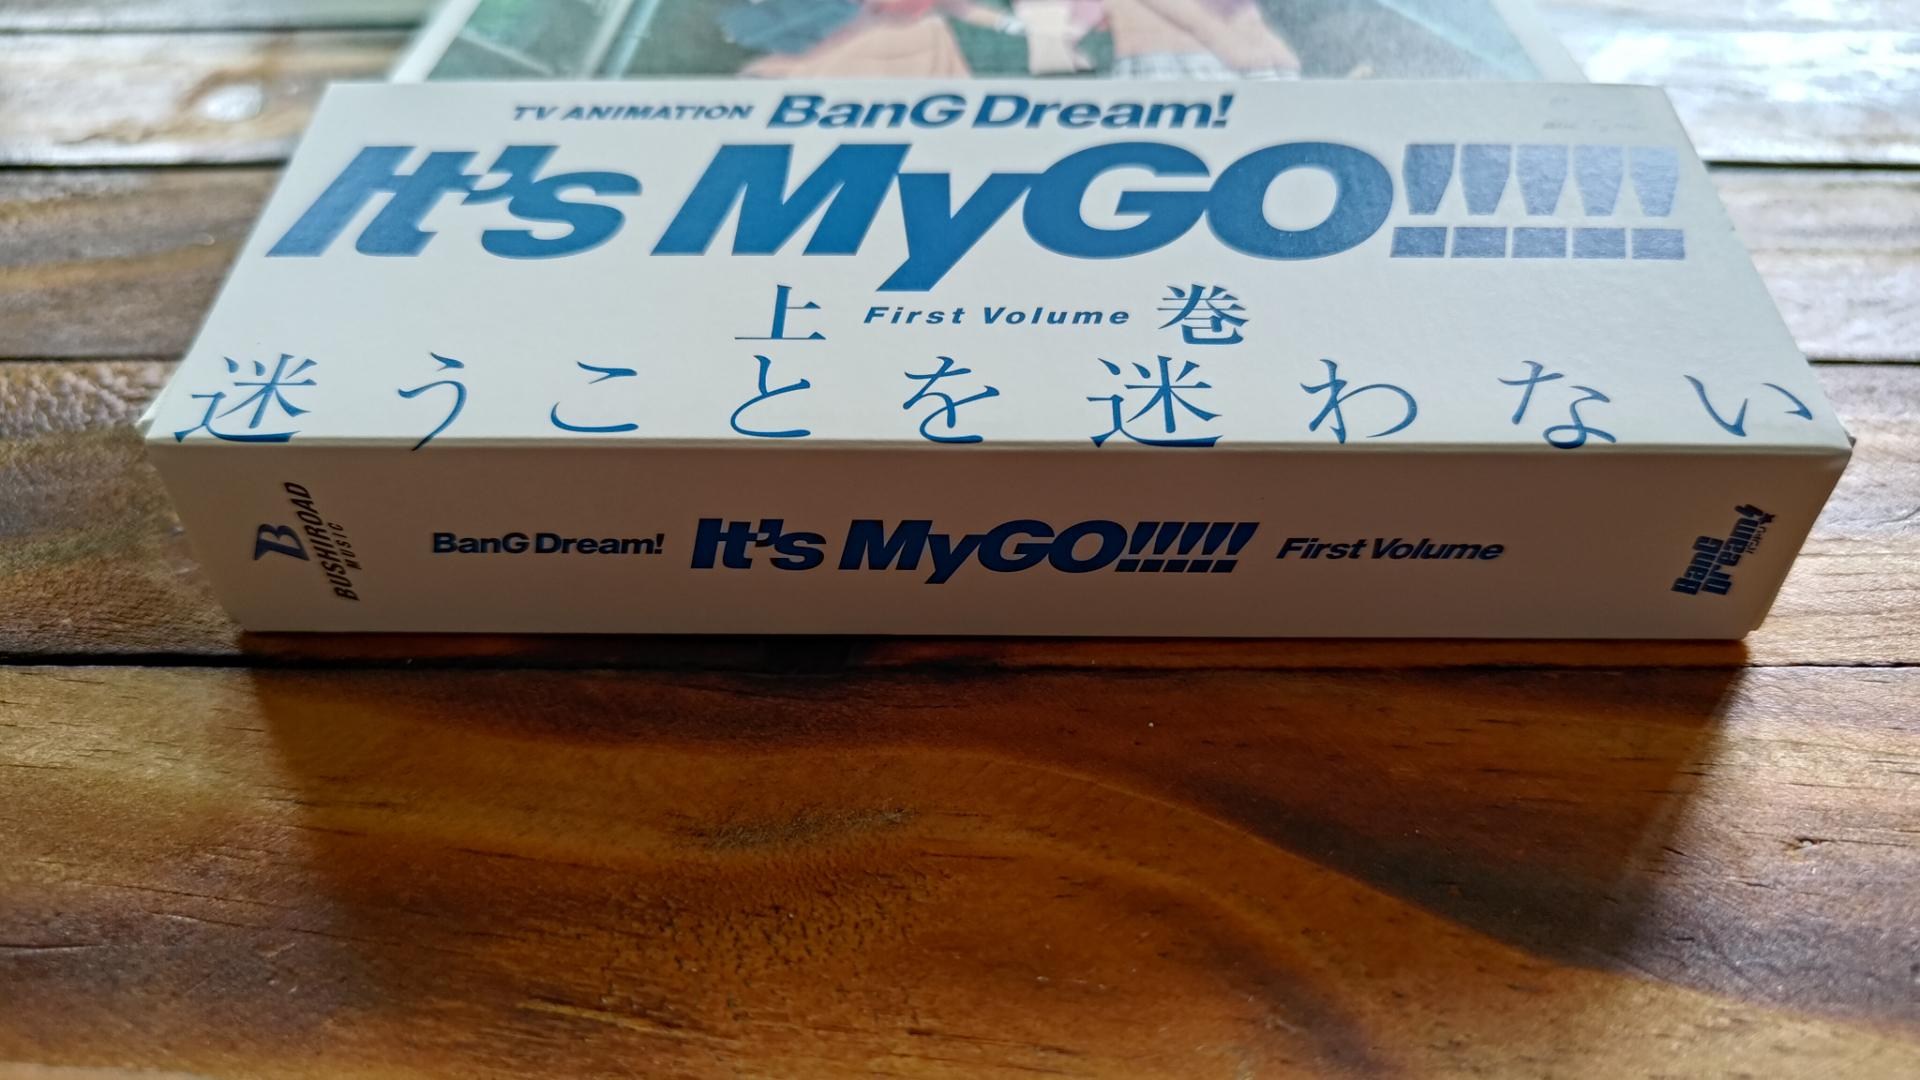 TV ANIMATION BanG Dream!
It's MyGO!!!!!
上 First Volume 巻
迷うことを迷わない
B
BUSHIROAD
MUSIC
BanG Dream! It's MyGO!!!!! First Volume
BanG
Dream!